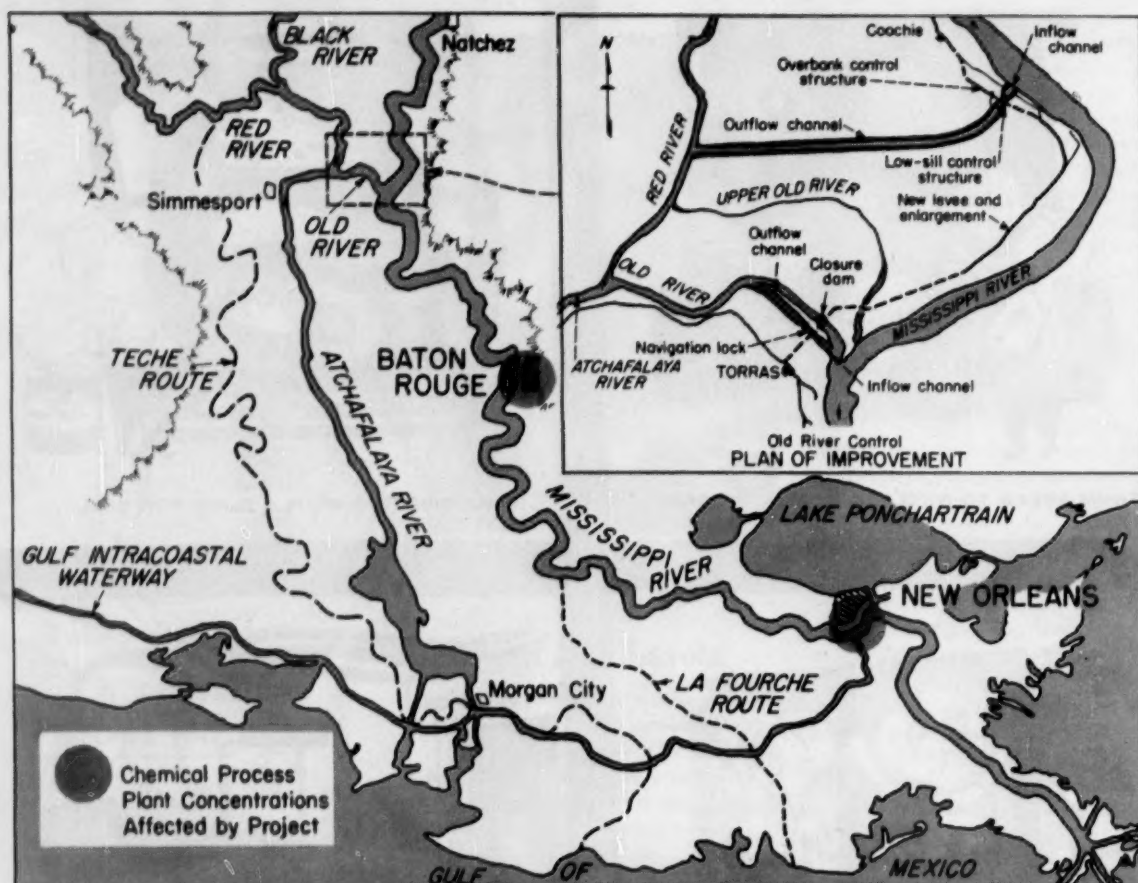 BLACK
RIVER
Natchez
RED
RIVER
Simmesport
OLD
RIVER
TECHE
ROUTE
ATCHAFALAYA RIVER
BATON
ROUGE
GULF INTRACOASTAL
WATERWAY
MISSISSIPPI
RIVER
LAKE PONCHARTRAIN
NEW ORLEANS
Morgan City
LA FOURCHE
ROUTE
Chemical Process
Plant Concentrations
Affected by Project
GULF OF MEXICO
N
Coochie
Inflow
channel
Overbank control
structure
Outflow channel
Low-sill control
structure
RED RIVER
UPPER OLD RIVER
New levee and
enlargement
Outflow
channel
Closure
dam
OLD RIVER
MISSISSIPPI RIVER
Navigation lock
ATCHAFALAYA
RIVER
TORRAS
Inflow channel
Old River Control
PLAN OF IMPROVEMENT